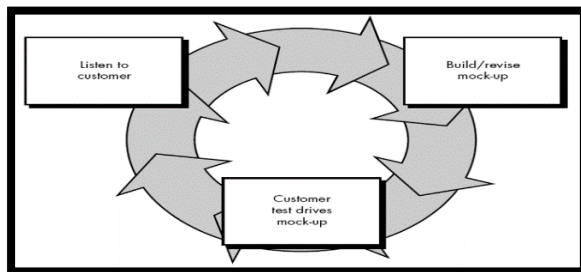 Listen to
customer
Build/revise
mock-up
Customer
test drives
mock-up